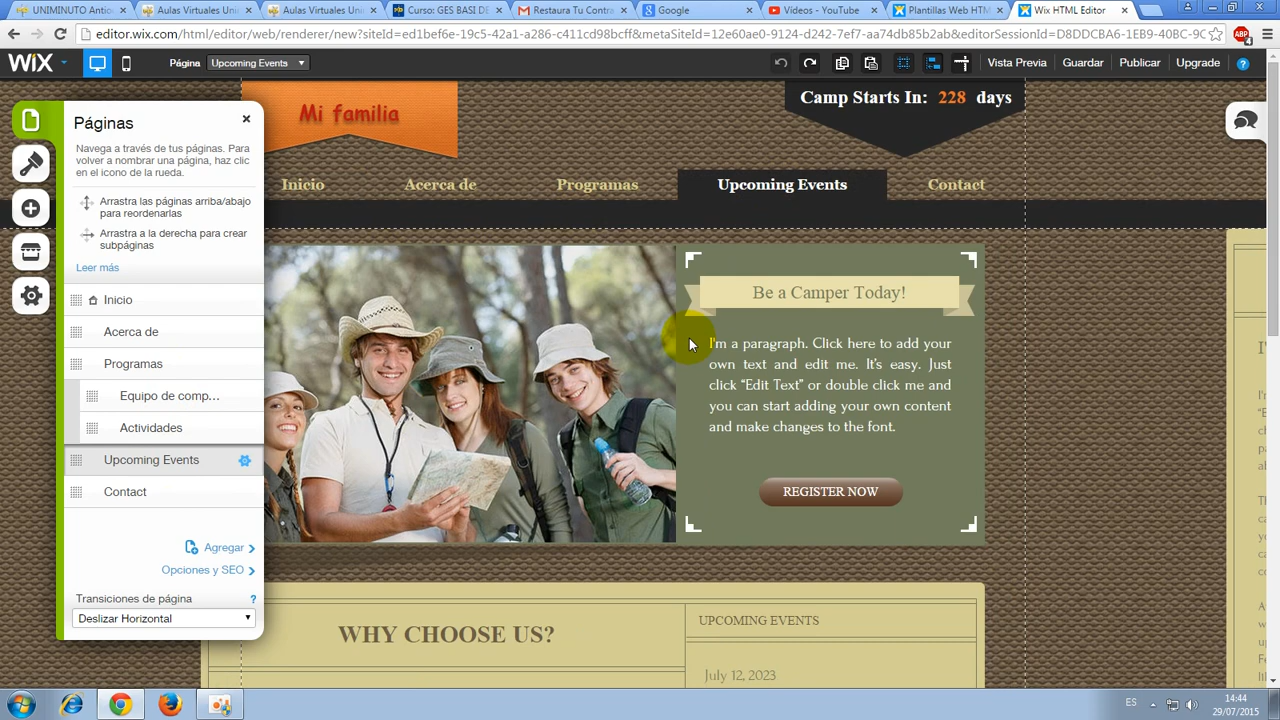 UNIMINUTO Antioc
Aulas Virtuales Unimi
Aulas Virtuales Unim
Curso: GES BASI DE
Restaura Tu Contra
Google
Videos - YouTube
Plantillas Web HTM
Wix HTML Editor
editor.wix.com/html/editor/web/renderer/new?siteId=ed1bef6e-19c5-42a1-a2e6-c11cd98bcff&metaSiteId=12e00ae0-9124-d242-7ef7-aa74db85b2ab&editorSessionId=D8DDCBA6-1EB9-40BC-9C
WiX
Página
Upcoming Events
Vista Previa
Guardar
Publicar
Upgrade
?
Mi familia
Camp Starts In: 228 days
Inicio
Acerca de
Programas
Upcoming Events
Contact
Páginas
Navega a través de tus páginas. Para
volver a nombrar una página, haz clic
en el icono de la rueda.
Arrastra las páginas arriba/abajo
para reordenarlas
Arrastra a la derecha para crear
subpáginas
Leer más
Inicio
Acerca de
Programas
Equipo de comp...
Actividades
Upcoming Events
Contact
Agregar
Opciones y SEO
Transiciones de página
?
Deslizar Horizontal
Be a Camper Today!
I'm a paragraph. Click here to add your
own text and edit me. It's easy. Just
click “Edit Text” or double click me and
you can start adding your own content
and make changes to the font.
REGISTER NOW
WHY CHOOSE US?
UPCOMING EVENTS
July 12, 2023
ES
14:44
29/07/2015